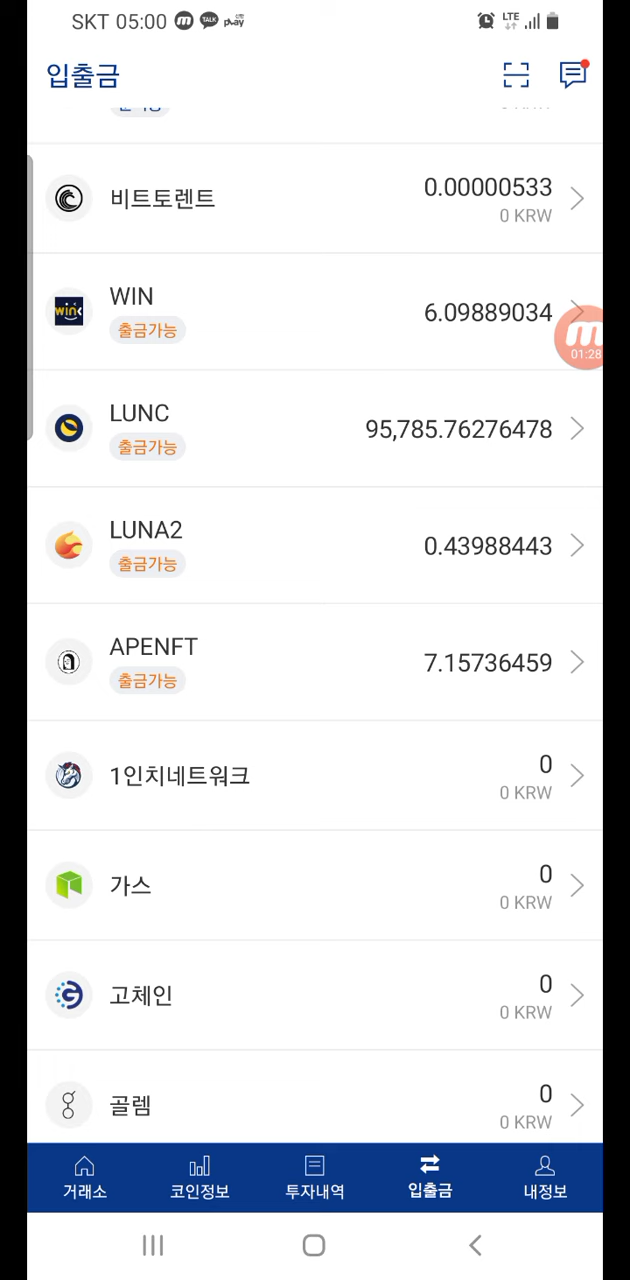 SKT 05:00 m TALK play
LTE
입출금
비트토렌트
0.00000533
0 KRW
WIN
6.09889034
출금가능
LUNC
95,785.76276478
출금가능
LUNA2
0.43988443
출금가능
APENFT
7.15736459
출금가능
1인치네트워크
0
0 KRW
가스
0
0 KRW
고체인
0
0 KRW
골렘
0
0 KRW
m
01:28
거래소 코인정보 투자내역 입출금 내정보